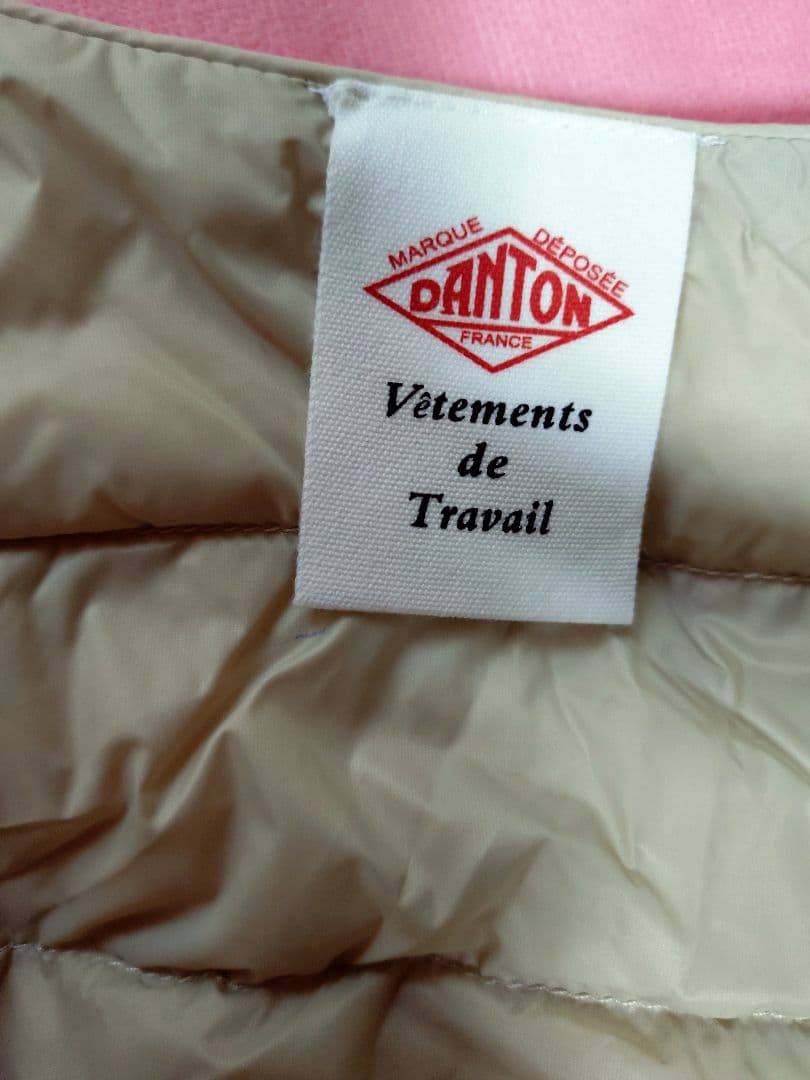 MARQUE DÉPOSÉE
DANTON
FRANCE
Vêtements
de
Travail